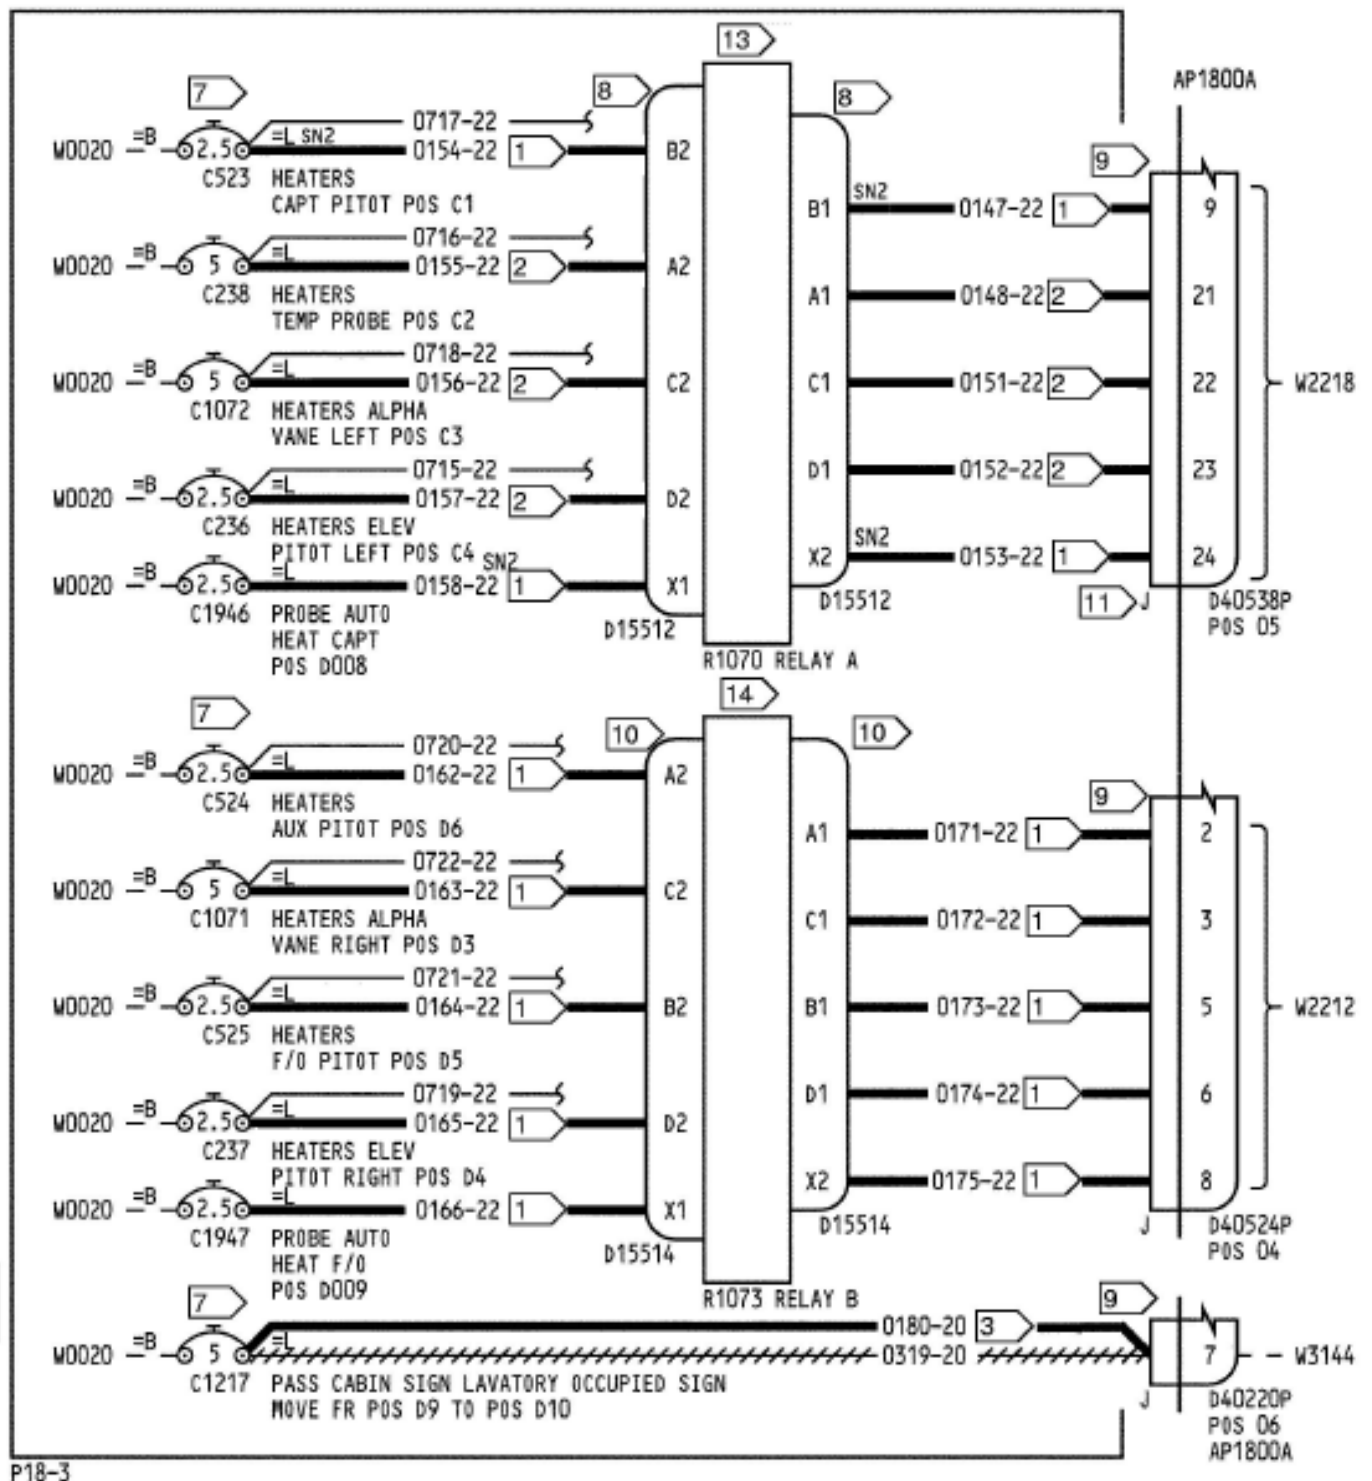 13
AP1800A
7
8
8
0717-22
W0020 =B 2.5 =L SN2 0154-22 1 B2
9
C523 HEATERS
CAPT PITOT POS C1
B1 SN2 0147-22 1 9
0716-22
W0020 =B 5 =L 0155-22 2 A2
C238 HEATERS
TEMP PROBE POS C2
A1 0148-22 2 21
0718-22
W0020 =B 5 =L 0156-22 2 C2
C1 0151-22 2 22 W2218
C1072 HEATERS ALPHA
VANE LEFT POS C3
0715-22
D1 0152-22 2 23
W0020 =B 2.5 =L 0157-22 2 D2
C236 HEATERS ELEV
PITOT LEFT POS C4
X2 SN2 0153-22 1 24
W0020 =B 2.5 =L SN2 0158-22 1 X1
C1946 PROBE AUTO
HEAT CAPT
POS D008
D15512
D15512
11 J D40538P
POS 05
R1070 RELAY A
14
7
10
10
0720-22
W0020 =B 2.5 =L 0162-22 1 A2
9
C524 HEATERS
AUX PITOT POS D6
A1 0171-22 1 2
0722-22
W0020 =B 5 =L 0163-22 1 C2
C1071 HEATERS ALPHA
VANE RIGHT POS D3
C1 0172-22 1 3
0721-22
W0020 =B 2.5 =L 0164-22 1 B2
B1 0173-22 1 5 W2212
C525 HEATERS
F/O PITOT POS D5
0719-22
D1 0174-22 1 6
W0020 =B 2.5 =L 0165-22 1 D2
C237 HEATERS ELEV
PITOT RIGHT POS D4
X2 0175-22 1 8
W0020 =B 2.5 =L 0166-22 1 X1
C1947 PROBE AUTO
HEAT F/O
POS D009
D15514
D15514
J D40524P
POS 04
R1073 RELAY B
7
9
0180-20 3
W0020 =B 5 =L 0319-20 7 W3144
C1217 PASS CABIN SIGN LAVATORY OCCUPIED SIGN
MOVE FR POS D9 TO POS D10
J D40220P
POS 06
AP1800A
P18-3